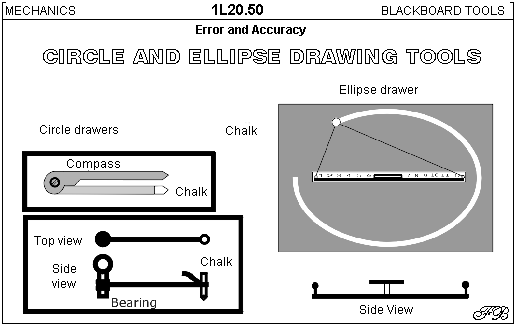 MECHANICS 1L20.50 BLACKBOARD TOOLS
Error and Accuracy
CIRCLE AND ELLIPSE DRAWING TOOLS
Ellipse drawer
Circle drawers
Chalk
Compass
Chalk
Top view
Side
view
Chalk
Bearing
Side View